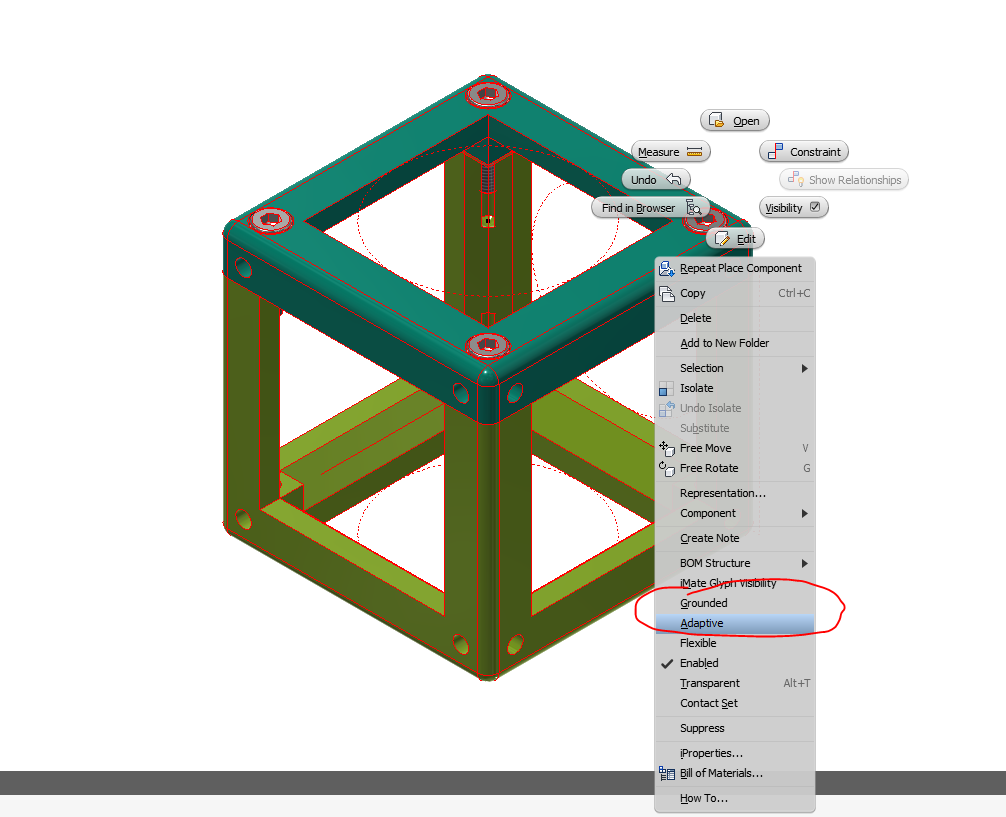 Open
Measure
Constraint
Undo
Show Relationships
Find in Browser
Visibility
Edit
Repeat Place Component
Copy Ctrl+C
Delete
Add to New Folder
Selection
Isolate
Undo Isolate
Substitute
Free Move V
Free Rotate G
Representation...
Component
Create Note
BOM Structure
iMate Glyph Visibility
Grounded
Adaptive
Flexible
Enabled
Transparent Alt+T
Contact Set
Suppress
iProperties...
Bill of Materials...
How To...